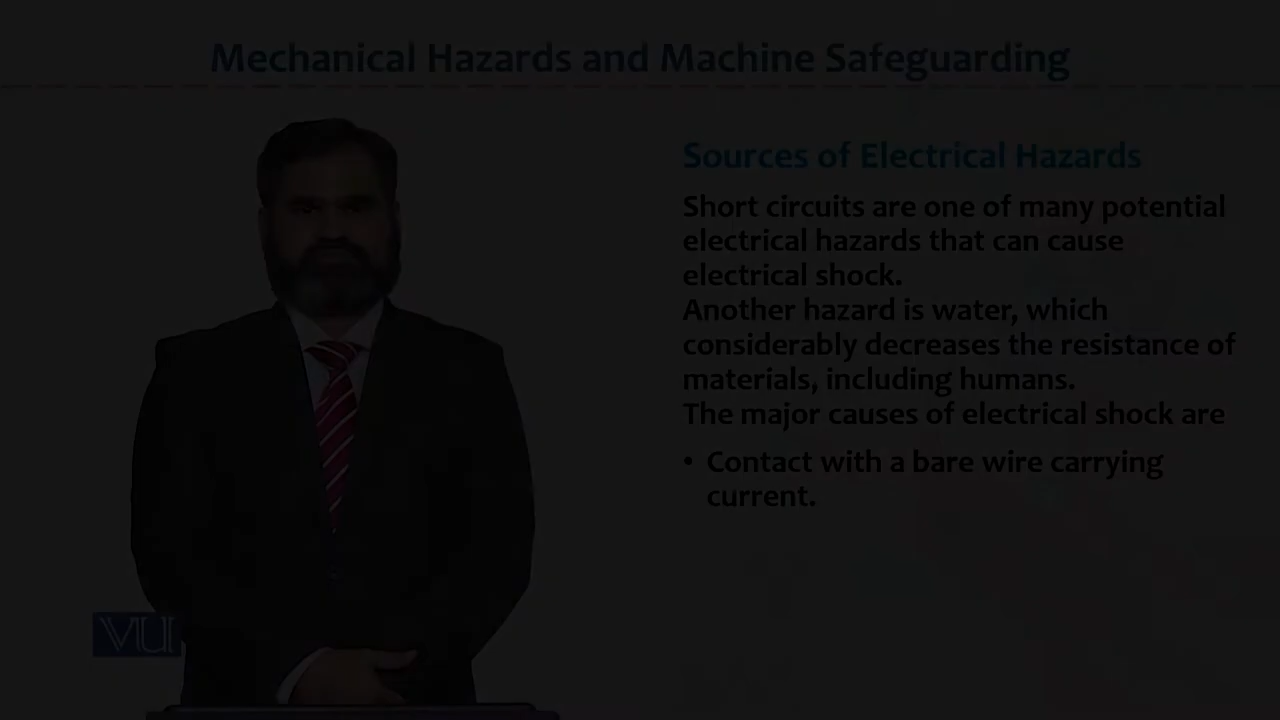 Mechanical Hazards and Machine Safeguarding
Sources of Electrical Hazards
Short circuits are one of many potential
electrical hazards that can cause
electrical shock.
Another hazard is water, which
considerably decreases the resistance of
materials, including humans.
The major causes of electrical shock are
• Contact with a bare wire carrying
current.
VU